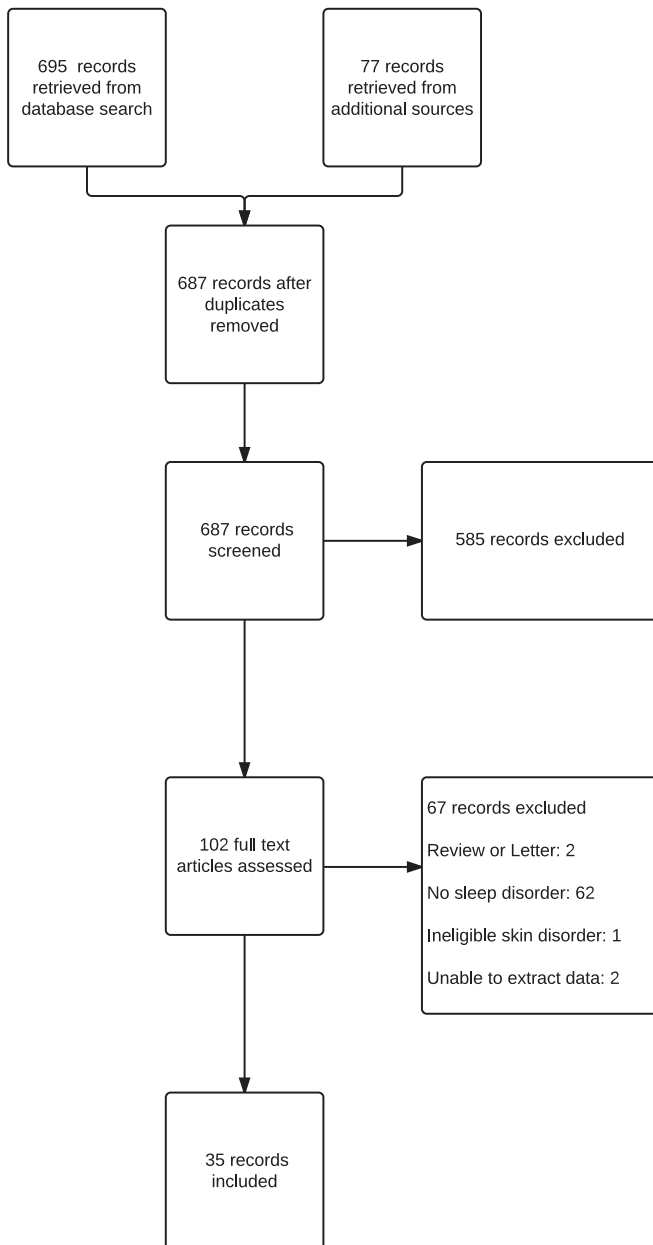 695 records
retrieved from
database search
77 records
retrieved from
additional sources
687 records after
duplicates
removed
687 records
screened
585 records excluded
102 full text
articles assessed
67 records excluded
Review or Letter: 2
No sleep disorder: 62
Ineligible skin disorder: 1
Unable to extract data: 2
35 records
included